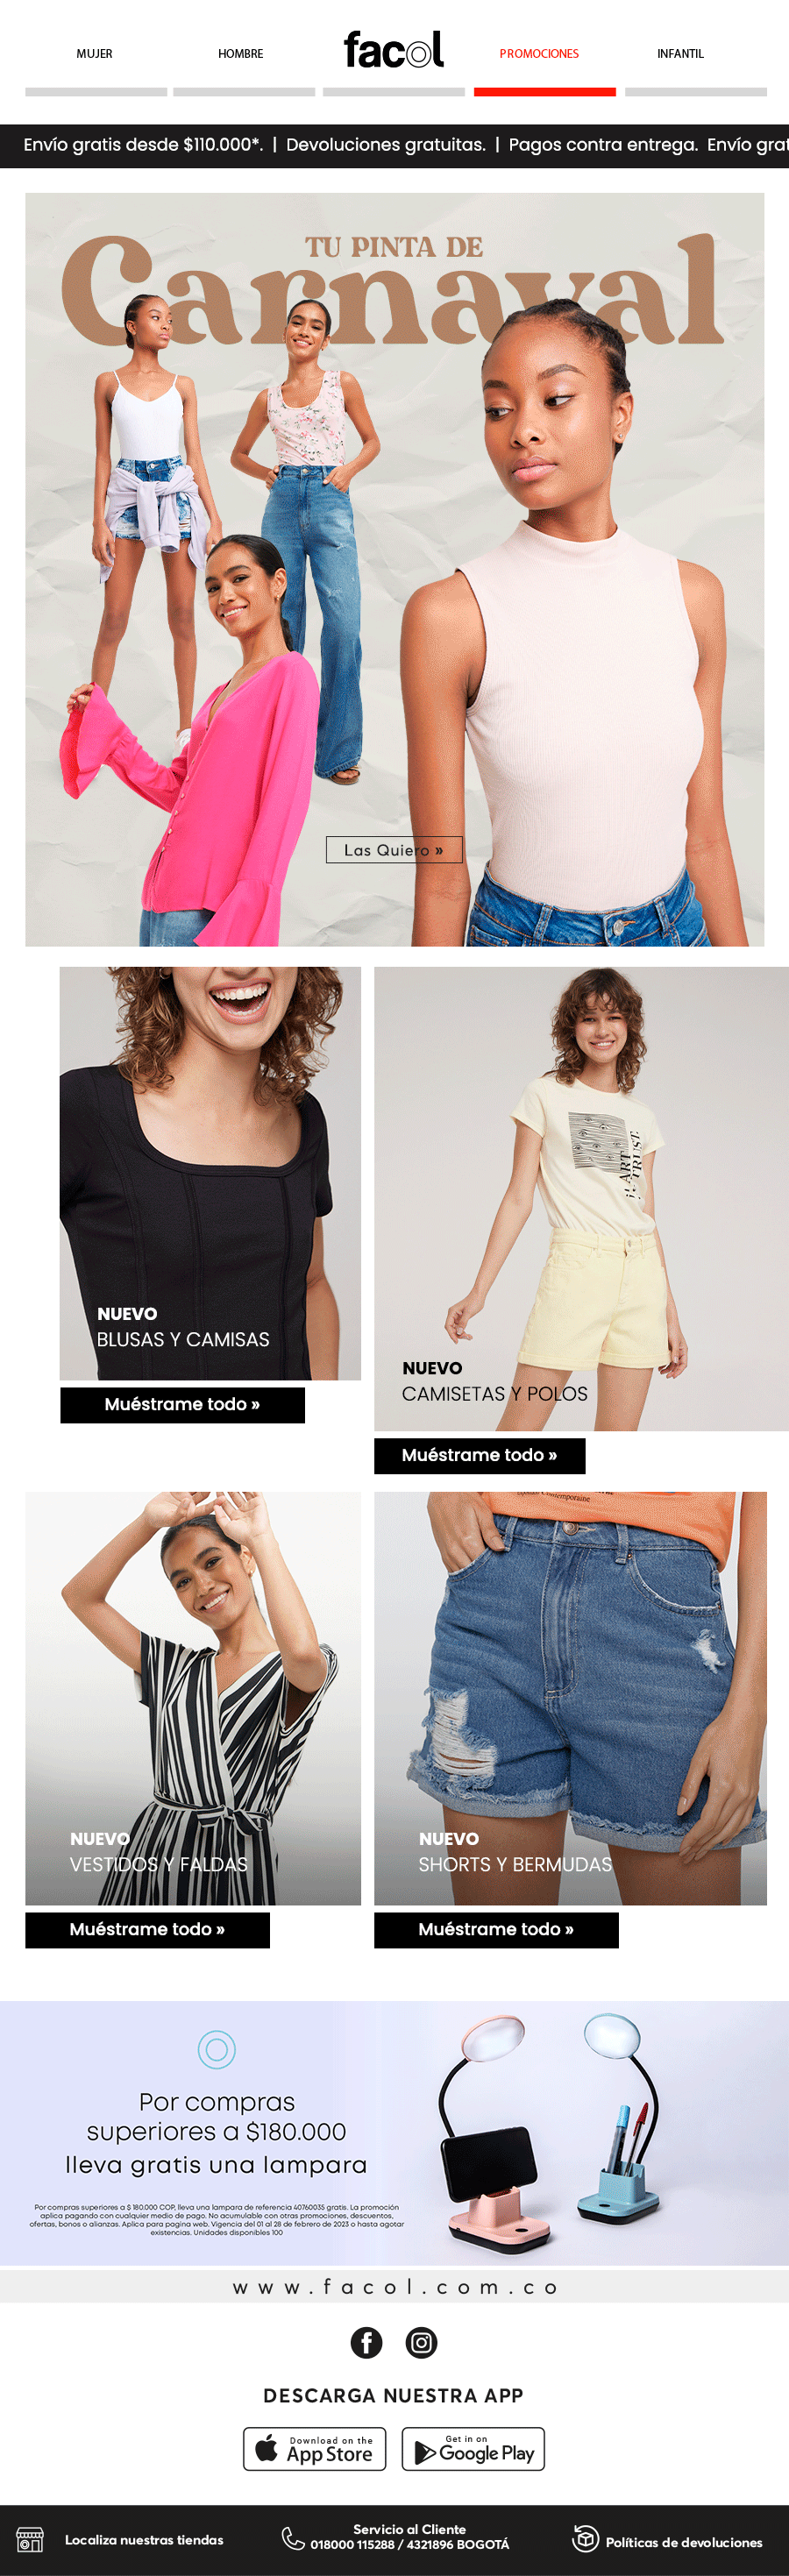 MUJER
HOMBRE
facol
PROMOCIONES
INFANTIL
Envío gratis desde $110.000*. | Devoluciones gratuitas. | Pagos contra entrega. Envío grat
TU PINTA DE
Carnaval
Las Quiero »
NUEVO
BLUSAS Y CAMISAS
Muéstrame todo »
ART
TRUST.
NUEVO
CAMISETAS Y POLOS
Muéstrame todo »
NUEVO
VESTIDOS Y FALDAS
Muéstrame todo »
Contemporaine
NUEVO
SHORTS Y BERMUDAS
Muéstrame todo »
Por compras
superiores a $180.000
lleva gratis una lampara
Por compras superiores a $ 180.000 COP, lleva una lampara de referencia 40760035 gratis. La promoción
aplica pagando con cualquier medio de pago. No acumulable con otras promociones, descuentos,
ofertas, bonos o alianzas. Aplica para pagina web. Vigencia del 01 al 28 de febrero de 2023 o hasta agotar
existencias. Unidades disponibles 100
www.facol.com.co
DESCARGA NUESTRA APP
Download on the
App Store
Get in on
Google Play
Localiza nuestras tiendas
Servicio al Cliente
018000 115288 / 4321896 BOGOTÁ
Políticas de devoluciones